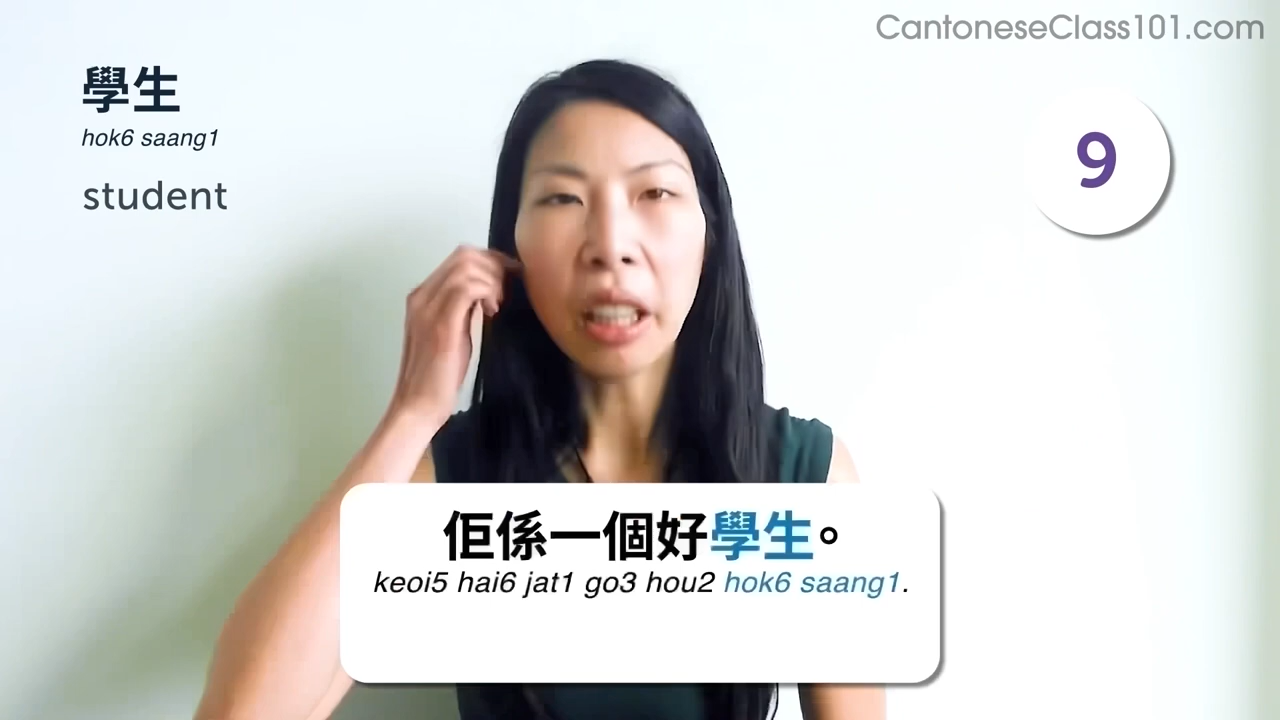 CantoneseClass101.com
學生
hok6 saang1
student
9
佢係一個好學生。
keoi5 hai6 jat1 go3 hou2 hok6 saang1.